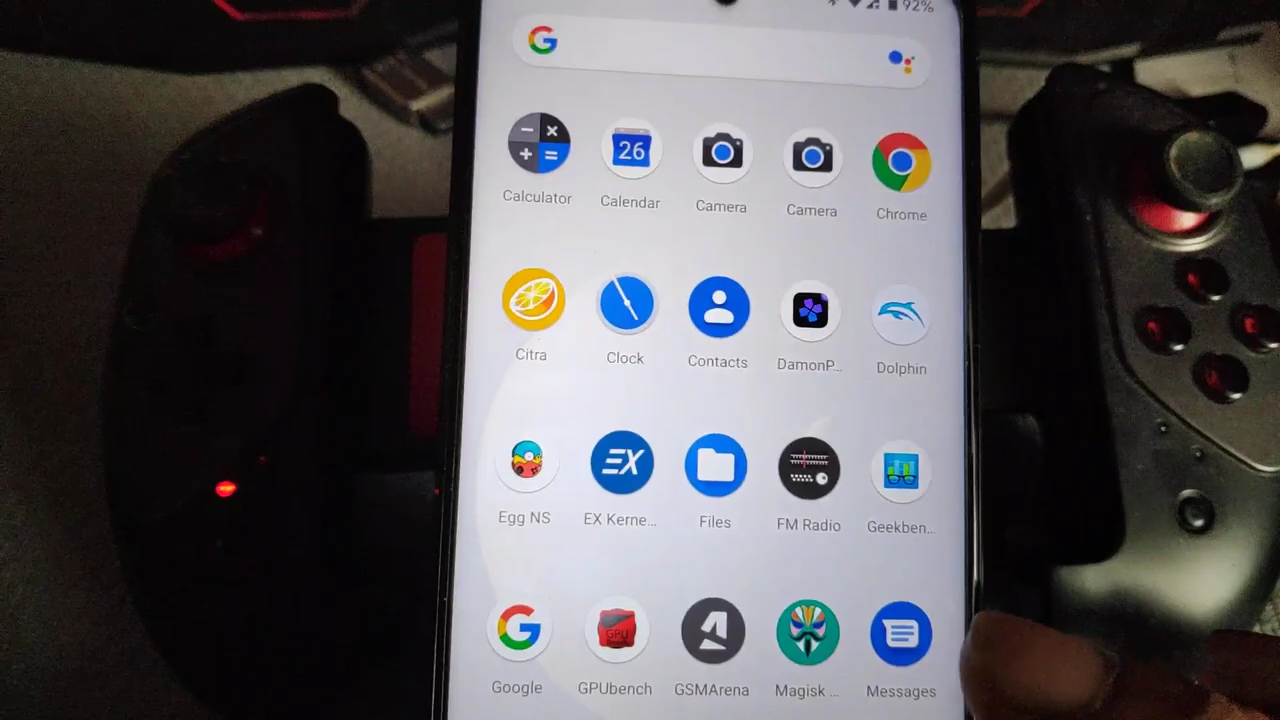 92%
Calculator
26
Calendar
Camera
Camera
Chrome
Citra
Clock
Contacts
DamonP...
Dolphin
EX
Egg NS
EX Kerne...
Files
FM Radio
Geekben...
GPU
Google
GPUbench
GSMArena
Magisk ...
Messages